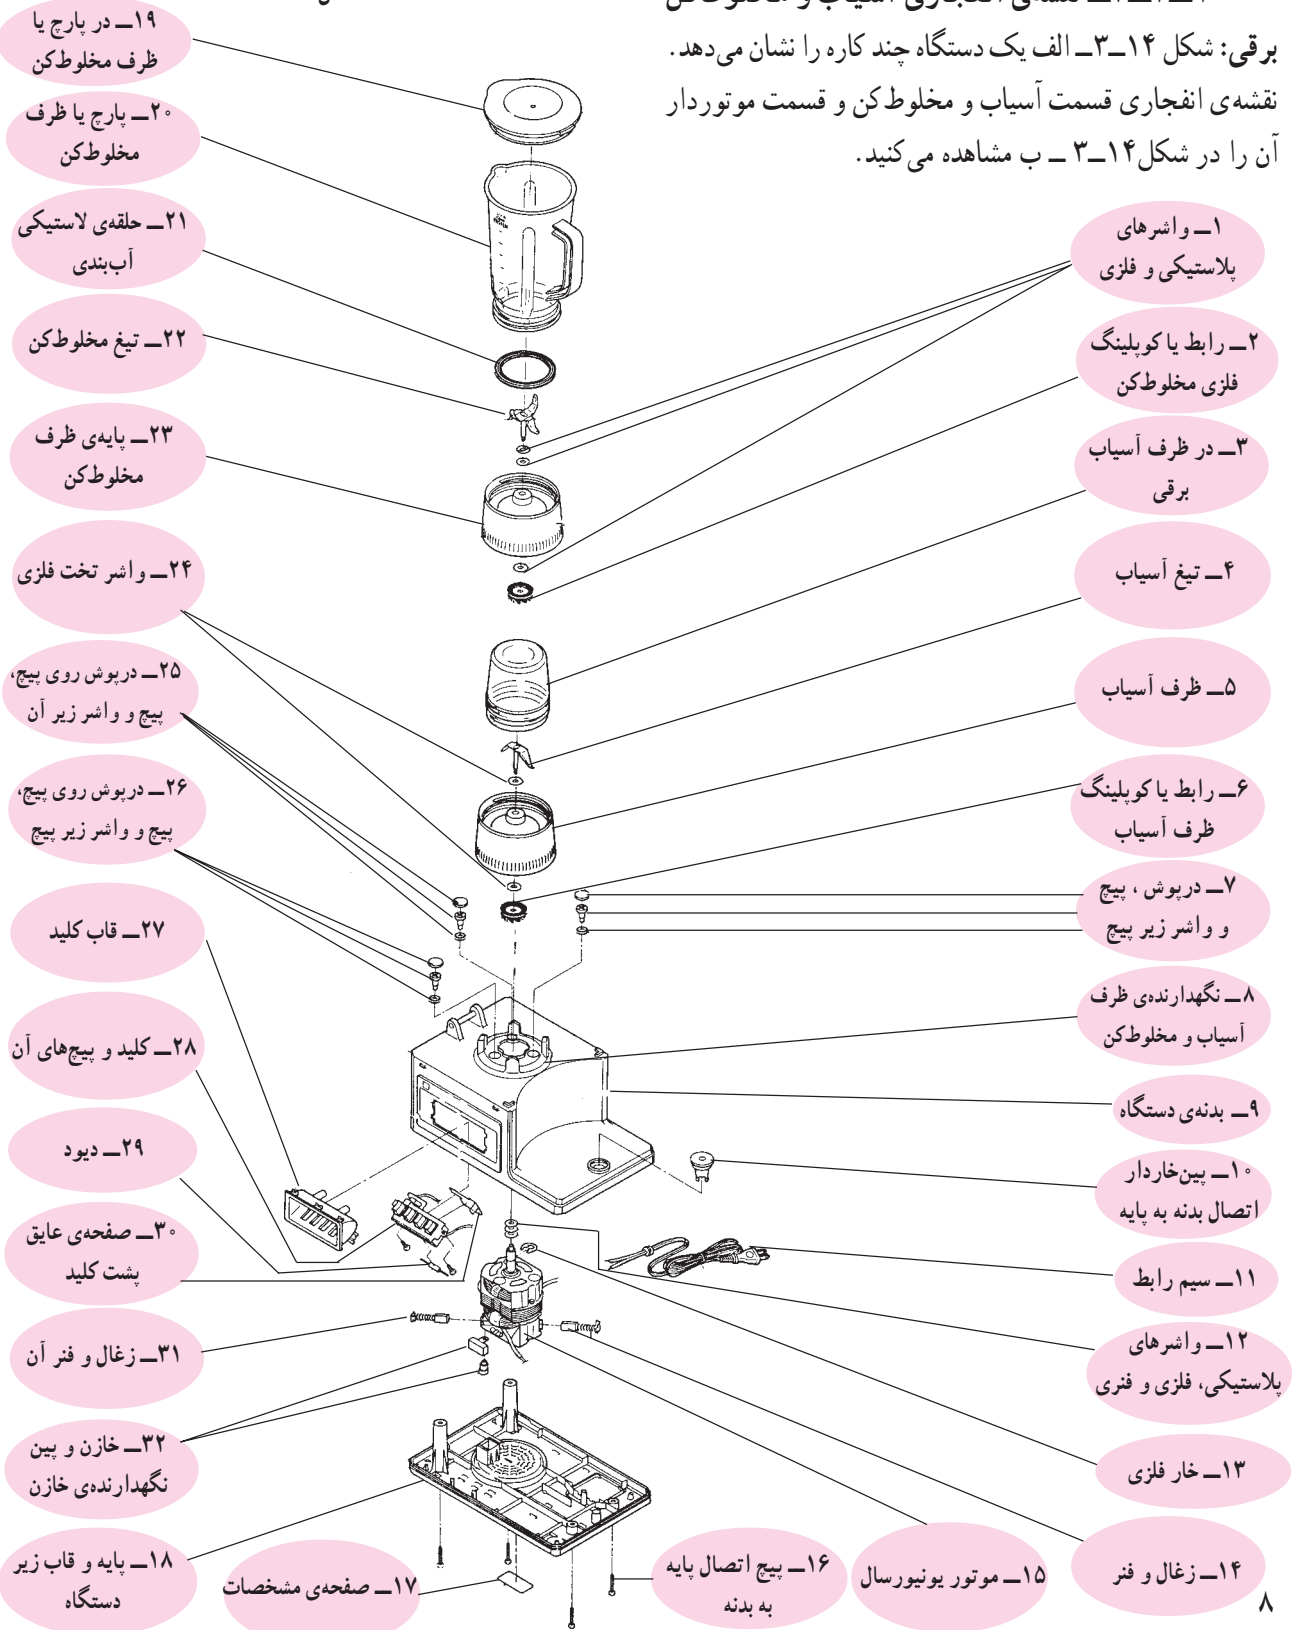 برقی: شکل ۱۴ــ۳ــ الف یک دستگاه چند کاره را نشان می‌دهد.
نقشه‌ی انفجاری قسمت آسیاب و مخلوط‌کن و قسمت موتوردار
آن را در شکل۱۴ــ۳ ــ ب مشاهده می‌کنید.
۱ــ واشرهای
پلاستیکی و فلزی
۲ــ رابط یا کوپلینگ
فلزی مخلوط‌کن
۳ــ در ظرف آسیاب
برقی
۴ــ تیغ آسیاب
۵ــ ظرف آسیاب
۶ــ رابط یا کوپلینگ
ظرف آسیاب
۷ــ درپوش ، پیچ
و واشر زیر پیچ
۸ــ نگهدارنده‌ی ظرف
آسیاب و مخلوط‌کن
۹ــ بدنه‌ی دستگاه
۱۰ــ پین‌خاردار
اتصال بدنه به پایه
۱۱ــ سیم رابط
۱۲ــ واشرهای
پلاستیکی، فلزی و فنری
۱۳ــ خار فلزی
۱۴ــ زغال و فنر
۱۵ــ موتور یونیورسال
۱۶ــ پیچ اتصال پایه
به بدنه
۱۷ــ صفحه‌ی مشخصات
۱۸ــ پایه و قاب زیر
دستگاه
۱۹ــ در پارچ یا
ظرف مخلوط‌کن
۲۰ــ پارچ یا ظرف
مخلوط‌کن
۲۱ــ حلقه‌ی لاستیکی
آب‌بندی
۲۲ــ تیغ مخلوط‌کن
۲۳ــ پایه‌ی ظرف
مخلوط‌کن
۲۴ــ واشر تخت فلزی
۲۵ــ درپوش روی پیچ،
پیچ و واشر زیر آن
۲۶ــ درپوش روی پیچ،
پیچ و واشر زیر پیچ
۲۷ــ قاب کلید
۲۸ــ کلید و پیچ‌های آن
۲۹ــ دیود
۳۰ــ صفحه‌ی عایق
پشت کلید
۳۱ــ زغال و فنر آن
۳۲ــ خازن و پین
نگهدارنده‌ی خازن
۸